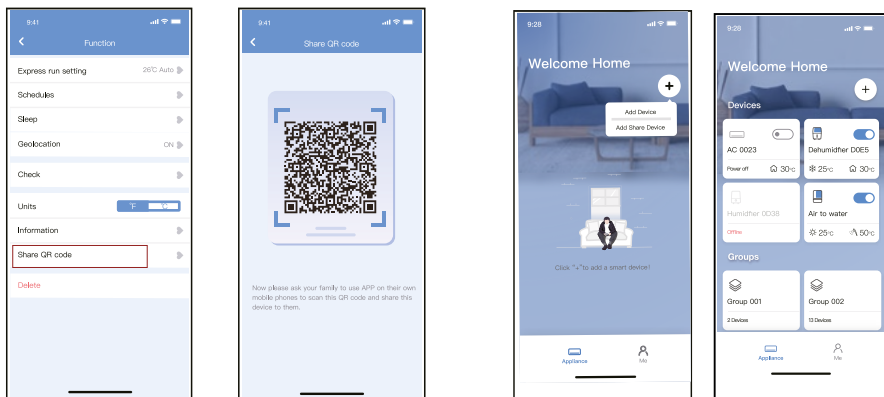 9:41
Function
Express run setting
26°C Auto
Schedules
Sleep
Geolocation
ON
Check
Units
°F
°C
Information
Share QR code
Delete
9:41
Share QR code
Now please ask your family to use APP on their own
mobile phones to scan this QR code and share this
device to them.
9:28
Welcome Home
+
Add Device
Add Share Device
Click "+"to add a smart device!
Appliance
Me
9:28
Welcome Home
+
Devices
AC 0023
Power off
30°C
Dehumidher D0E5
25°C
30°C
Humidther 0D38
Offline
Air to water
25°C
50°C
Groups
Group 001
2 Devices
Group 002
13 Devices
Appliance
Me